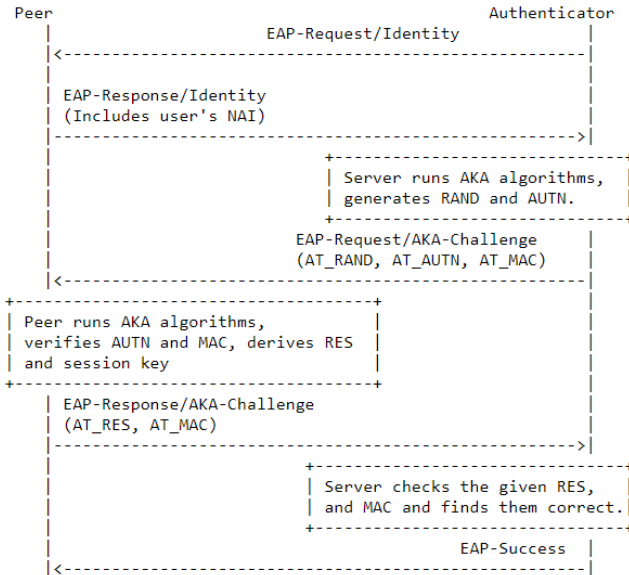 Peer Authenticator
EAP-Request/Identity
EAP-Response/Identity
(Includes user's NAI)
Server runs AKA algorithms,
generates RAND and AUTN.
EAP-Request/AKA-Challenge
(AT_RAND, AT_AUTN, AT_MAC)
Peer runs AKA algorithms,
verifies AUTN and MAC, derives RES
and session key
EAP-Response/AKA-Challenge
(AT_RES, AT_MAC)
Server checks the given RES,
and MAC and finds them correct.
EAP-Success